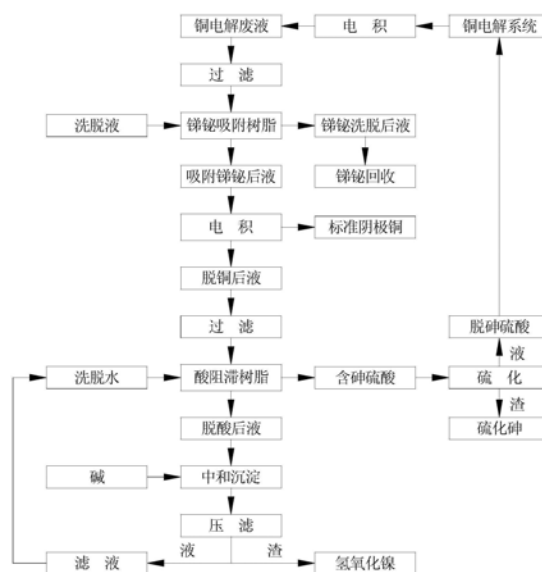 铜电解废液
电 积
铜电解系统
过 滤
洗脱液
锑铋吸附树脂
锑铋洗脱后液
吸附锑铋后液
锑铋回收
电 积
标准阴极铜
脱铜后液
过 滤
脱砷硫酸
液
洗脱水
酸阻滞树脂
含砷硫酸
硫 化
渣
脱酸后液
硫化砷
碱
中和沉淀
压 滤
液
渣
滤 液
氢氧化镍